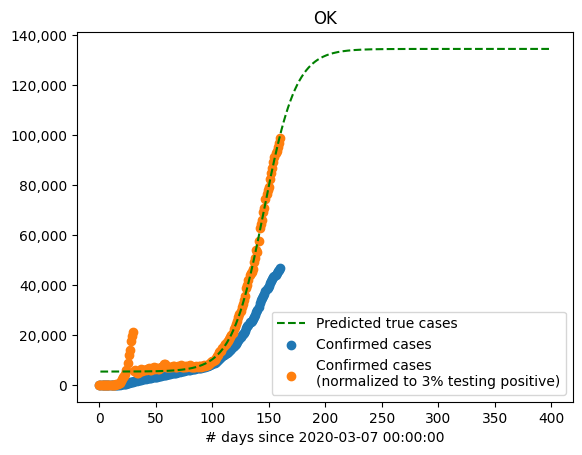 OK
140,000
120,000
100,000
80,000
60,000
40,000
20,000
0
Predicted true cases
Confirmed cases
Confirmed cases
(normalized to 3% testing positive)
0 50 100 150 200 250 300 350 400
# days since 2020-03-07 00:00:00